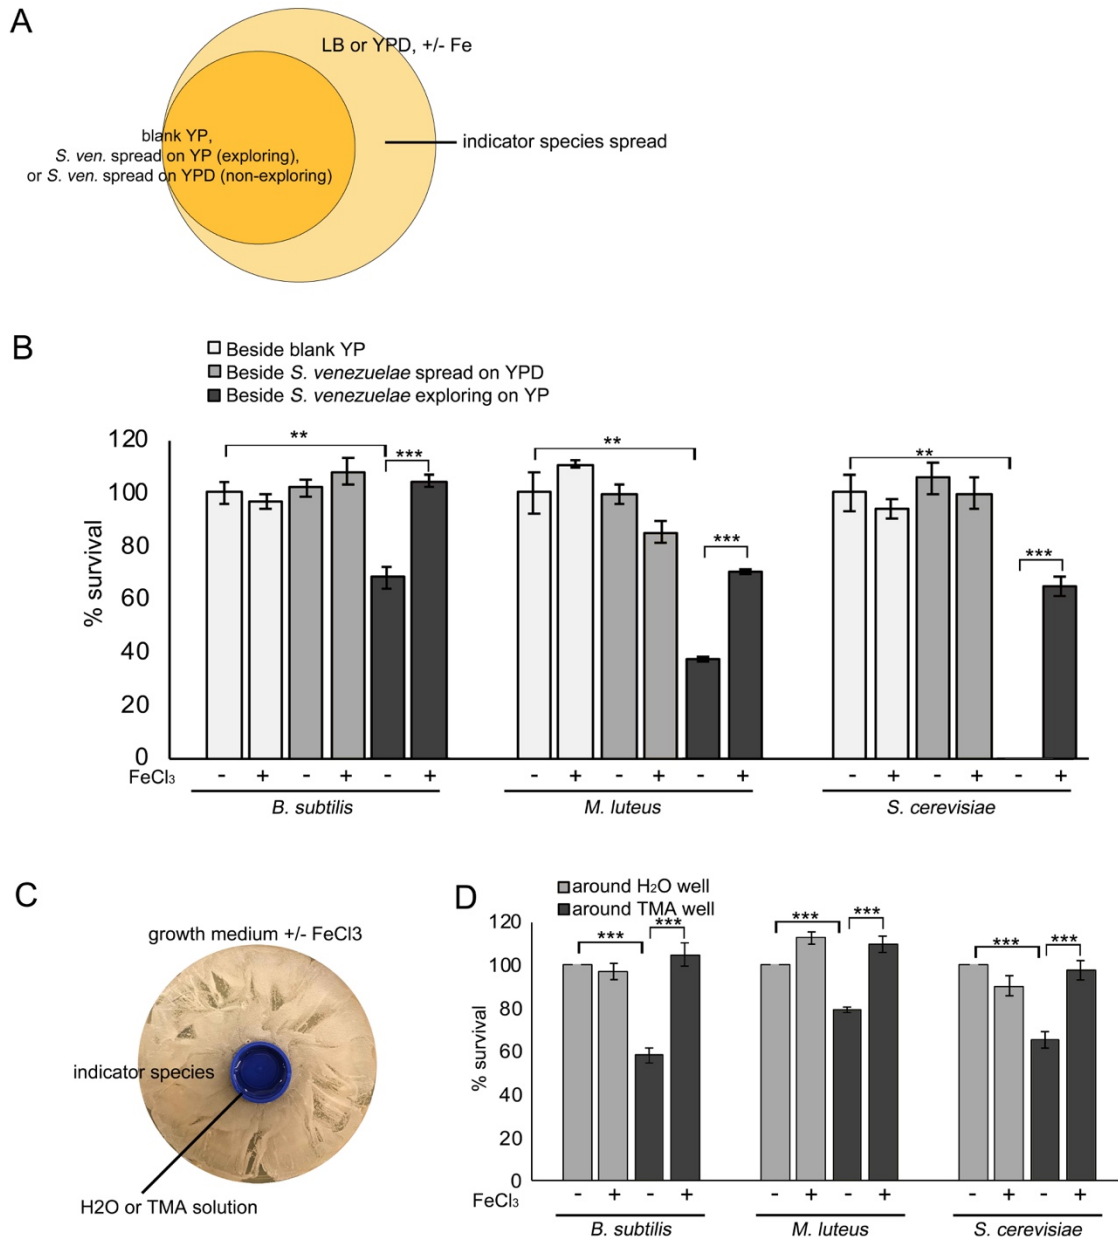 A
LB or YPD, +/- Fe
blank YP,
S. ven. spread on YP (exploring),
or S. ven. spread on YPD (non-exploring)
indicator species spread
B
Beside blank YP
Beside S. venezuelae spread on YPD
Beside S. venezuelae exploring on YP
% survival
120
100
80
60
40
20
0
** ***
** ***
** ***
FeCl₃ - + - + - + - + - + - + - + - + - +
B. subtilis M. luteus S. cerevisiae
C
growth medium +/- FeCl3
indicator species
H2O or TMA solution
D
around H₂O well
around TMA well
% survival
120
100
80
60
40
20
0
*** ***
*** ***
*** ***
FeCl₃ - + - + - + - + - + - +
B. subtilis M. luteus S. cerevisiae